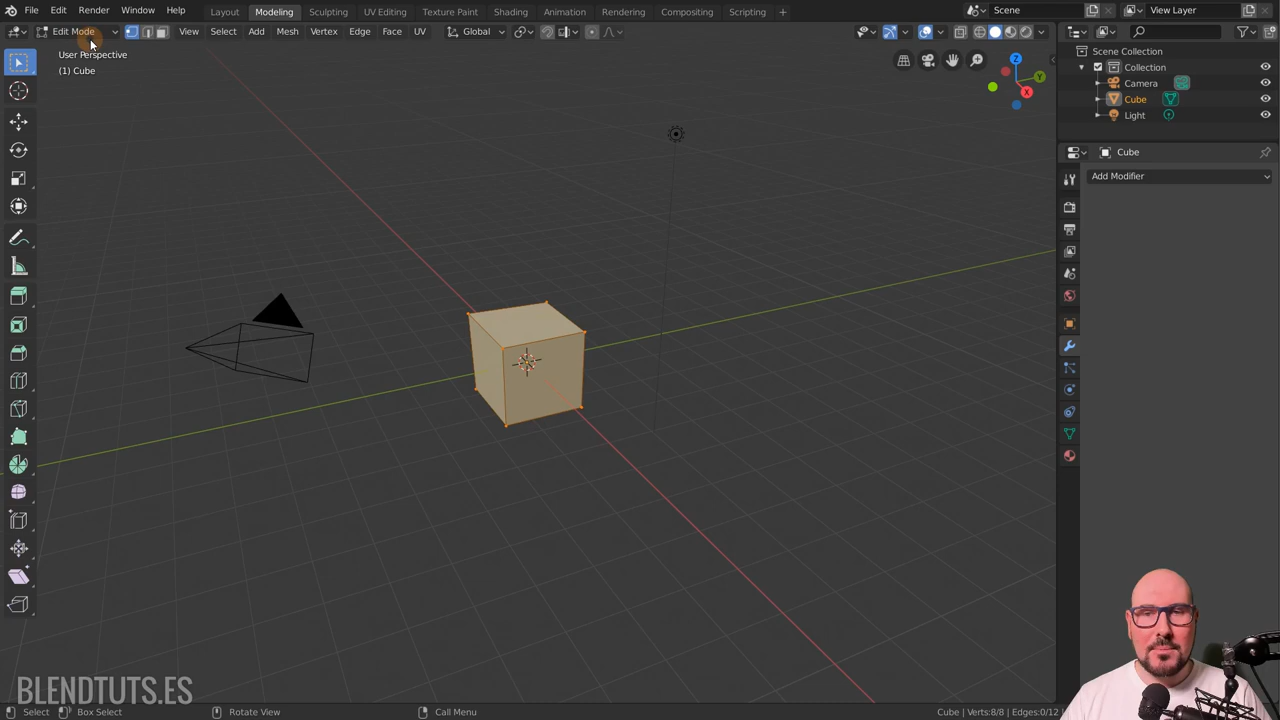 File Edit Render Window Help Layout Modeling Sculpting UV Editing Texture Paint Shading Animation Rendering Compositing Scripting + Scene View Layer
Edit Mode View Select Add Mesh Vertex Edge Face UV Global
User Perspective
(1) Cube
Z
Y
X
Scene Collection
Collection
Camera
Cube
Light
Cube
Add Modifier
BLENDTUTS.ES
Select Box Select Rotate View Call Menu Cube | Verts:8/8 | Edges:0/12